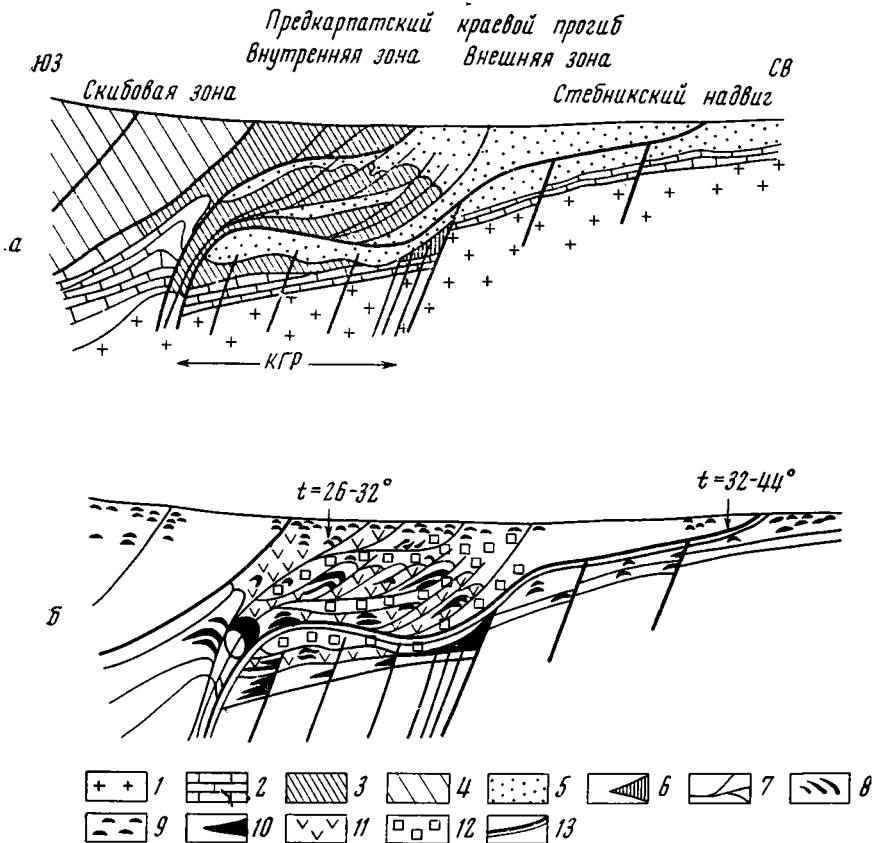 Предкарпатский краевой прогиб
Внутренняя зона Внешняя зона
ЮЗ СВ
Скибовая зона Стебникский надвиг
а
КГР
t=26-32° t=32-44°
б
1 2 3 4 5 6 7 8
9 10 11 12 13